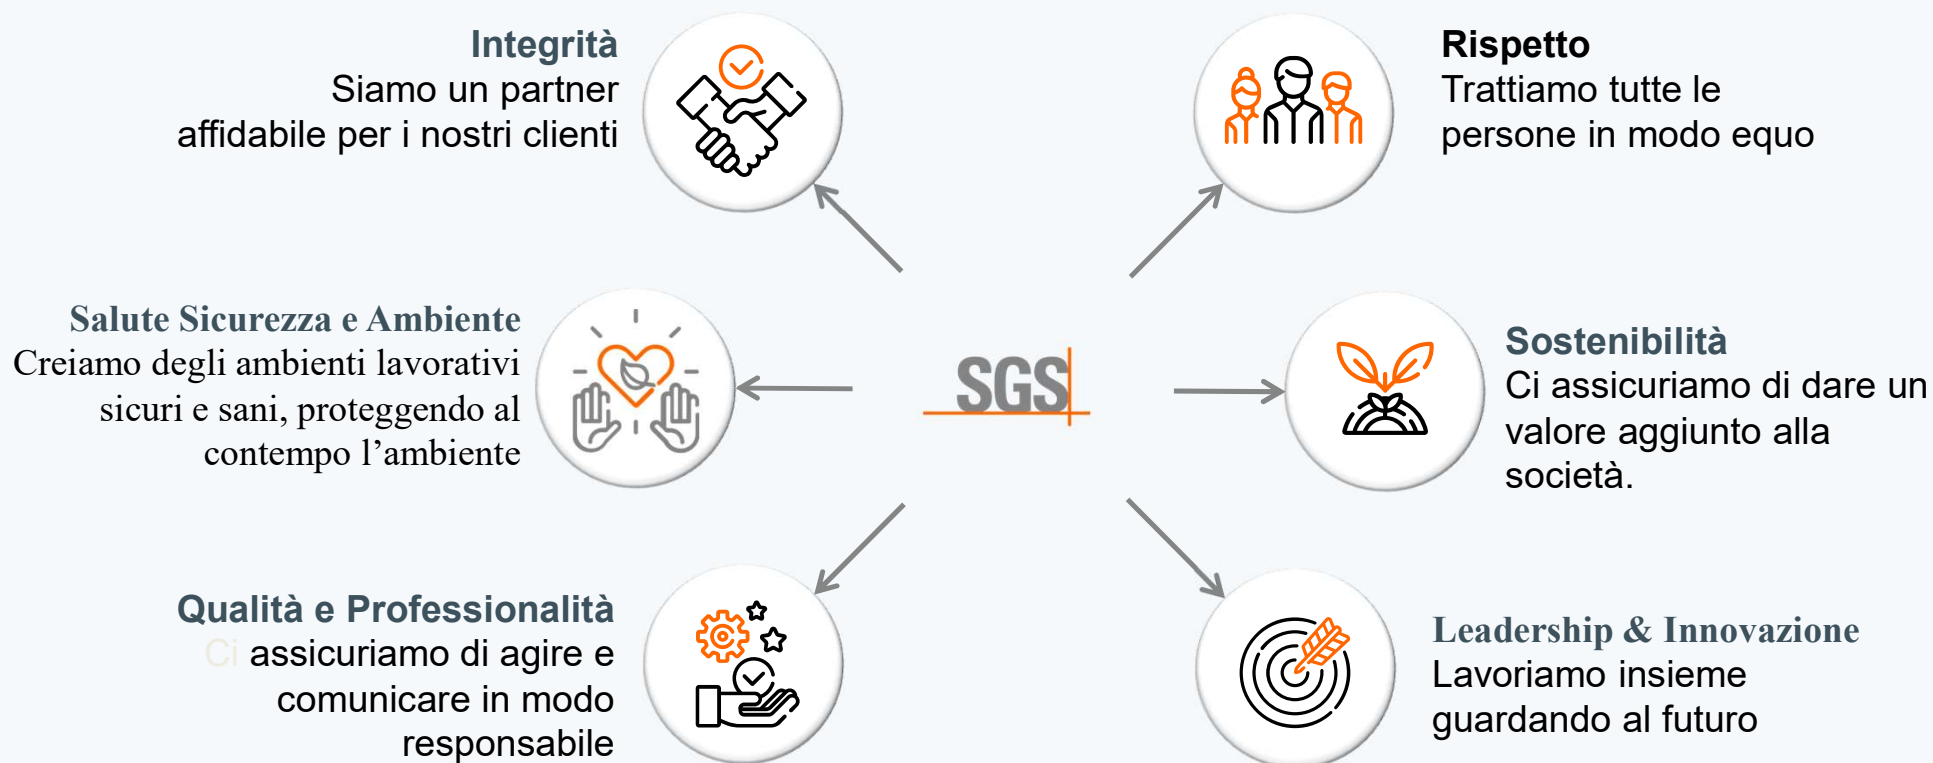 Integrità
Siamo un partner
affidabile per i nostri clienti
Rispetto
Trattiamo tutte le
persone in modo equo
Salute Sicurezza e Ambiente
Creiamo degli ambienti lavorativi
sicuri e sani, proteggendo al
contempo l’ambiente
SGS
Sostenibilità
Ci assicuriamo di dare un
valore aggiunto alla
società.
Qualità e Professionalità
Ci assicuriamo di agire e
comunicare in modo
responsabile
Leadership & Innovazione
Lavoriamo insieme
guardando al futuro